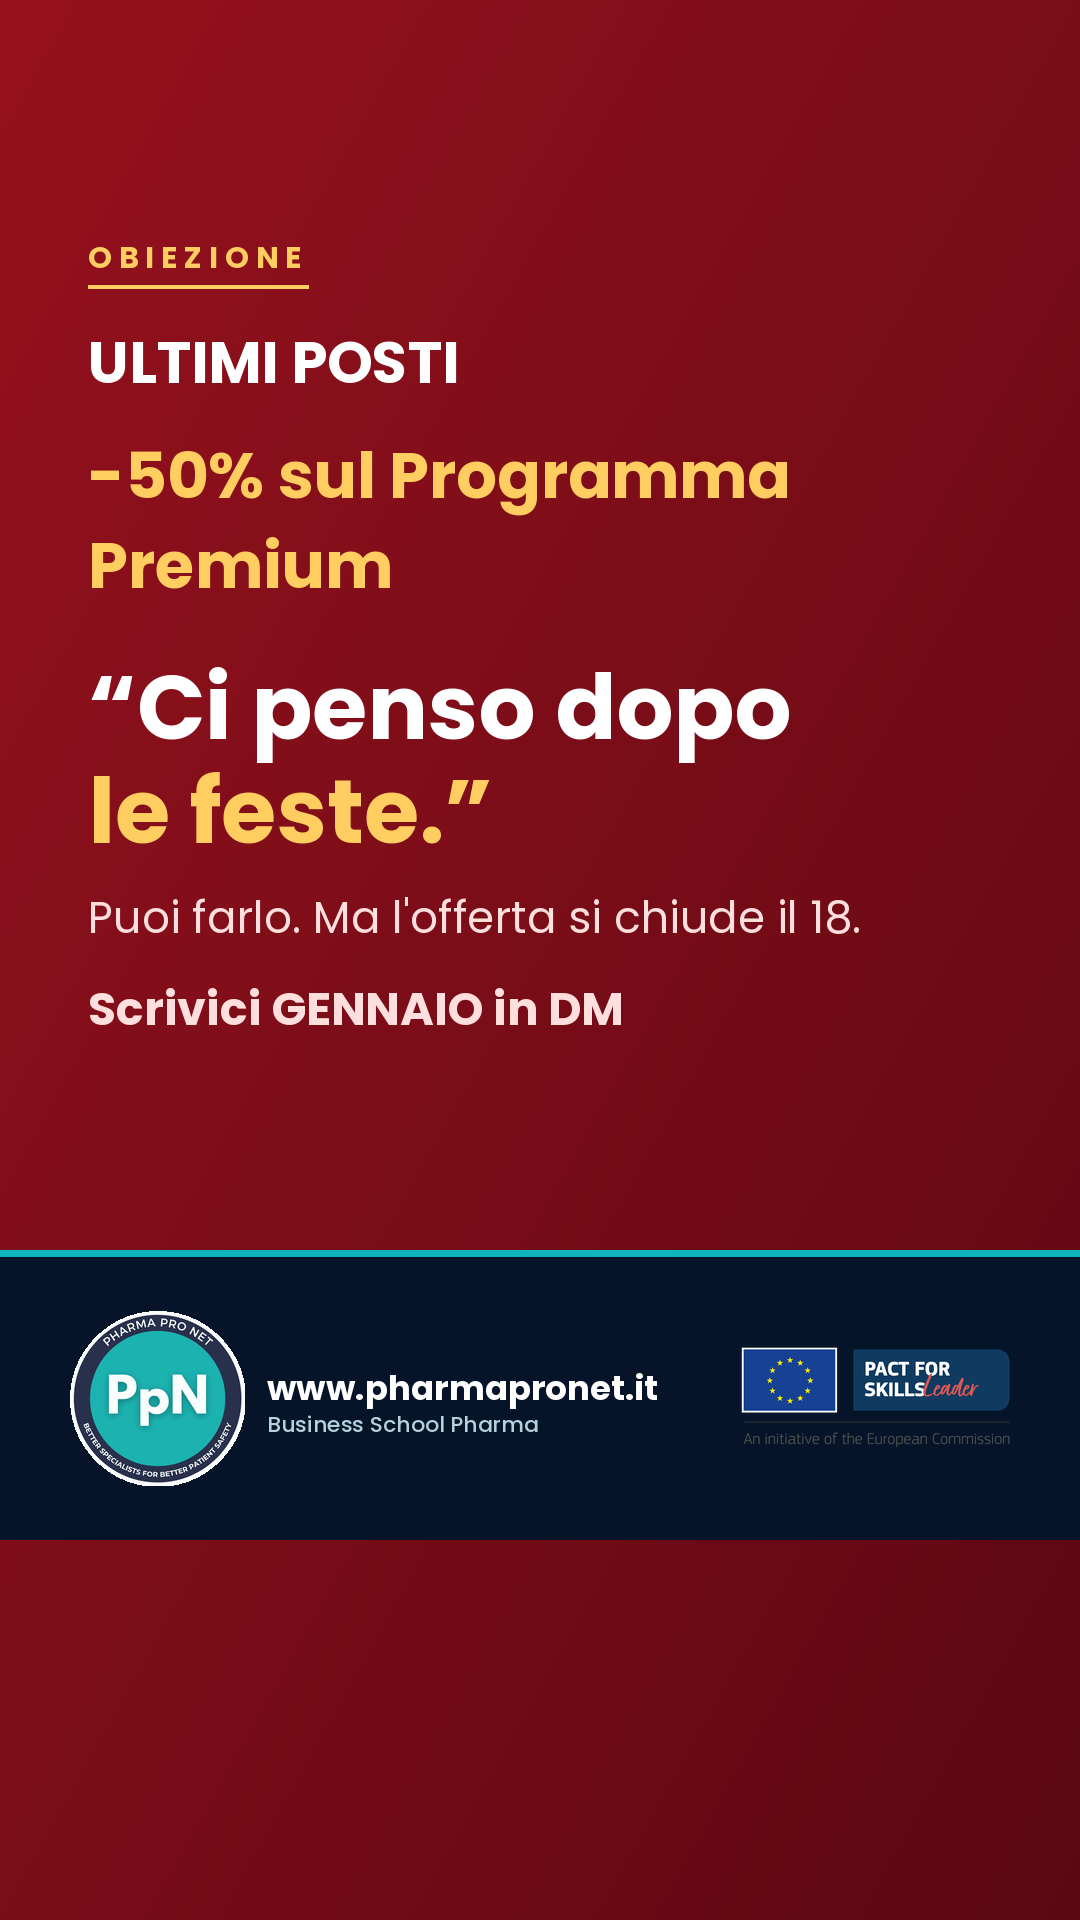 OBIEZIONE
ULTIMI POSTI
-50% sul Programma
Premium
“Ci penso dopo
le feste.”
Puoi farlo. Ma l'offerta si chiude il 18.
Scrivici GENNAIO in DM
PHARMA PRO NET
PpN
BETTER SPECIALISTS FOR BETTER PATIENT SAFETY
www.pharmapronet.it
Business School Pharma
PACT FOR
SKILLS Leader
An initiative of the European Commission